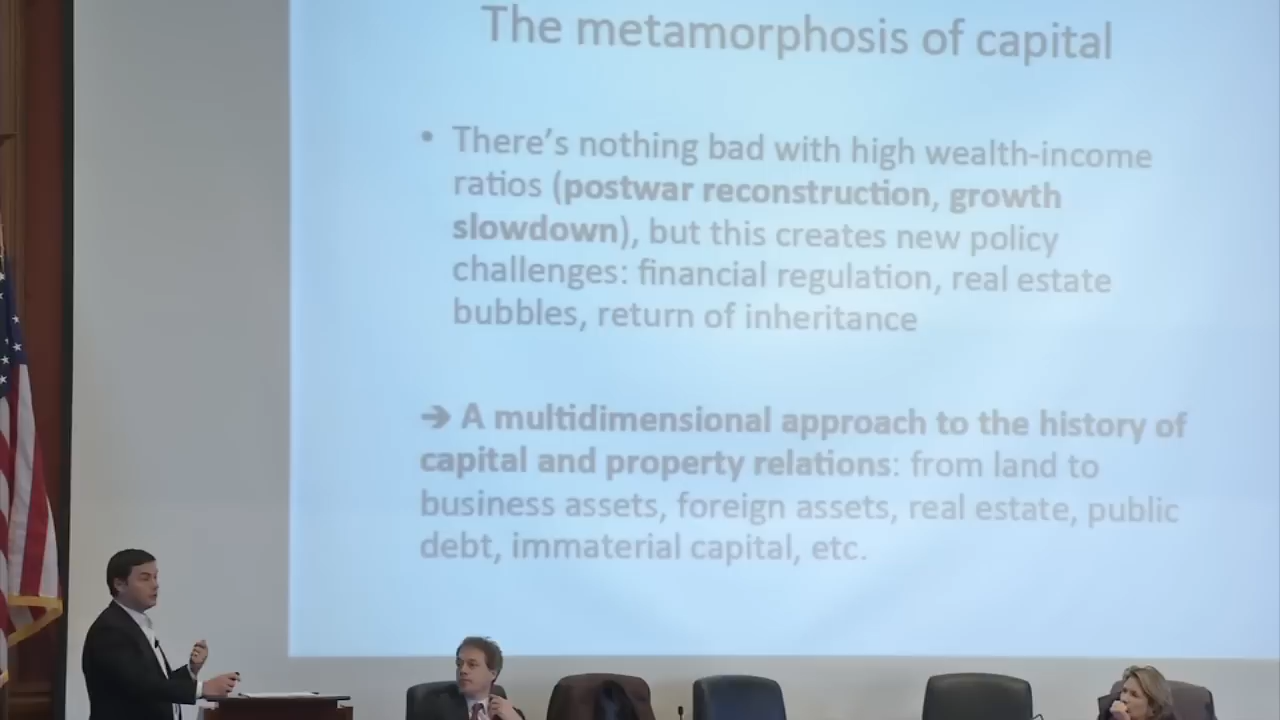 The metamorphosis of capital
• There's nothing bad with high wealth-income
ratios (postwar reconstruction, growth
slowdown), but this creates new policy
challenges: financial regulation, real estate
bubbles, return of inheritance
➔ A multidimensional approach to the history of
capital and property relations: from land to
business assets, foreign assets, real estate, public
debt, immaterial capital, etc.